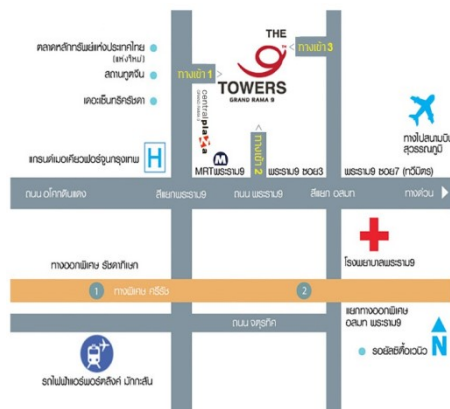 ตลาดหลักทรัพย์แห่งประเทศไทย
(แห่งใหม่)
สถานทูตจีน
เดอะเซ็นทรีครัชดา
THE
9
TOWERS
GRAND RAMA 9
ทางเข้า 1
ทางเข้า 3
ทางเข้า 2
centralplaza
H
แกรนด์เมอเคียวฟอร์จูนกรุงเทพ
M
MRTพระราม9
พระราม9 ซอย3
พระราม9 ซอย7 (ทวีมิตร)
ทางไปสนามบิน
สุวรรณภูมิ
ถนน อโศกดินแดง
สี่แยกพระราม9
ถนน พระราม9
สี่แยก อสมท
ทางด่วน
โรงพยาบาลพระราม9
ทางออกพิเศษ รัชดาภิเษก
1
ทางพิเศษ ศรีรัช
2
แยกทางออกพิเศษ
อสมท พระราม9
ถนน จตุรทิศ
N
รถไฟฟ้าแอร์พอร์ตลิงค์ มักกะสัน